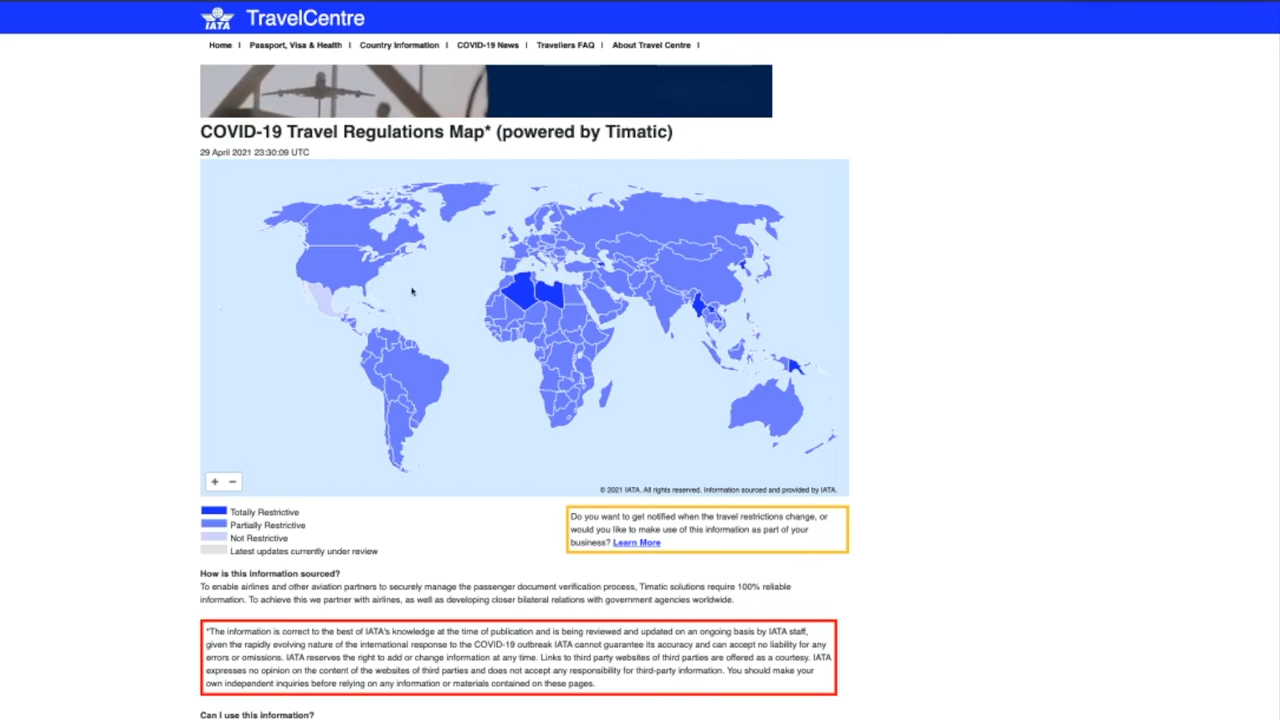 IATA TravelCentre
Home | Passport, Visa & Health | Country Information | COVID-19 News | Travellers FAQ | About Travel Centre |
COVID-19 Travel Regulations Map* (powered by Timatic)
29 April 2021 23:30:09 UTC
+ −
© 2021 IATA. All rights reserved. Information sourced and provided by IATA.
Totally Restrictive
Partially Restrictive
Not Restrictive
Latest updates currently under review
Do you want to get notified when the travel restrictions change, or
would you like to make use of this information as part of your
business? Learn More
How is this information sourced?
To enable airlines and other aviation partners to securely manage the passenger document verification process, Timatic solutions require 100% reliable
information. To achieve this we partner with airlines, as well as developing closer bilateral relations with government agencies worldwide.
*The information is correct to the best of IATA's knowledge at the time of publication and is being reviewed and updated on an ongoing basis by IATA staff,
given the rapidly evolving nature of the international response to the COVID-19 outbreak IATA cannot guarantee its accuracy and can accept no liability for any
errors or omissions. IATA reserves the right to add or change information at any time. Links to third party websites of third parties are offered as a courtesy. IATA
expresses no opinion on the content of the websites of third parties and does not accept any responsibility for third-party information. You should make your
own independent inquiries before relying on any information or materials contained on these pages.
Can I use this information?